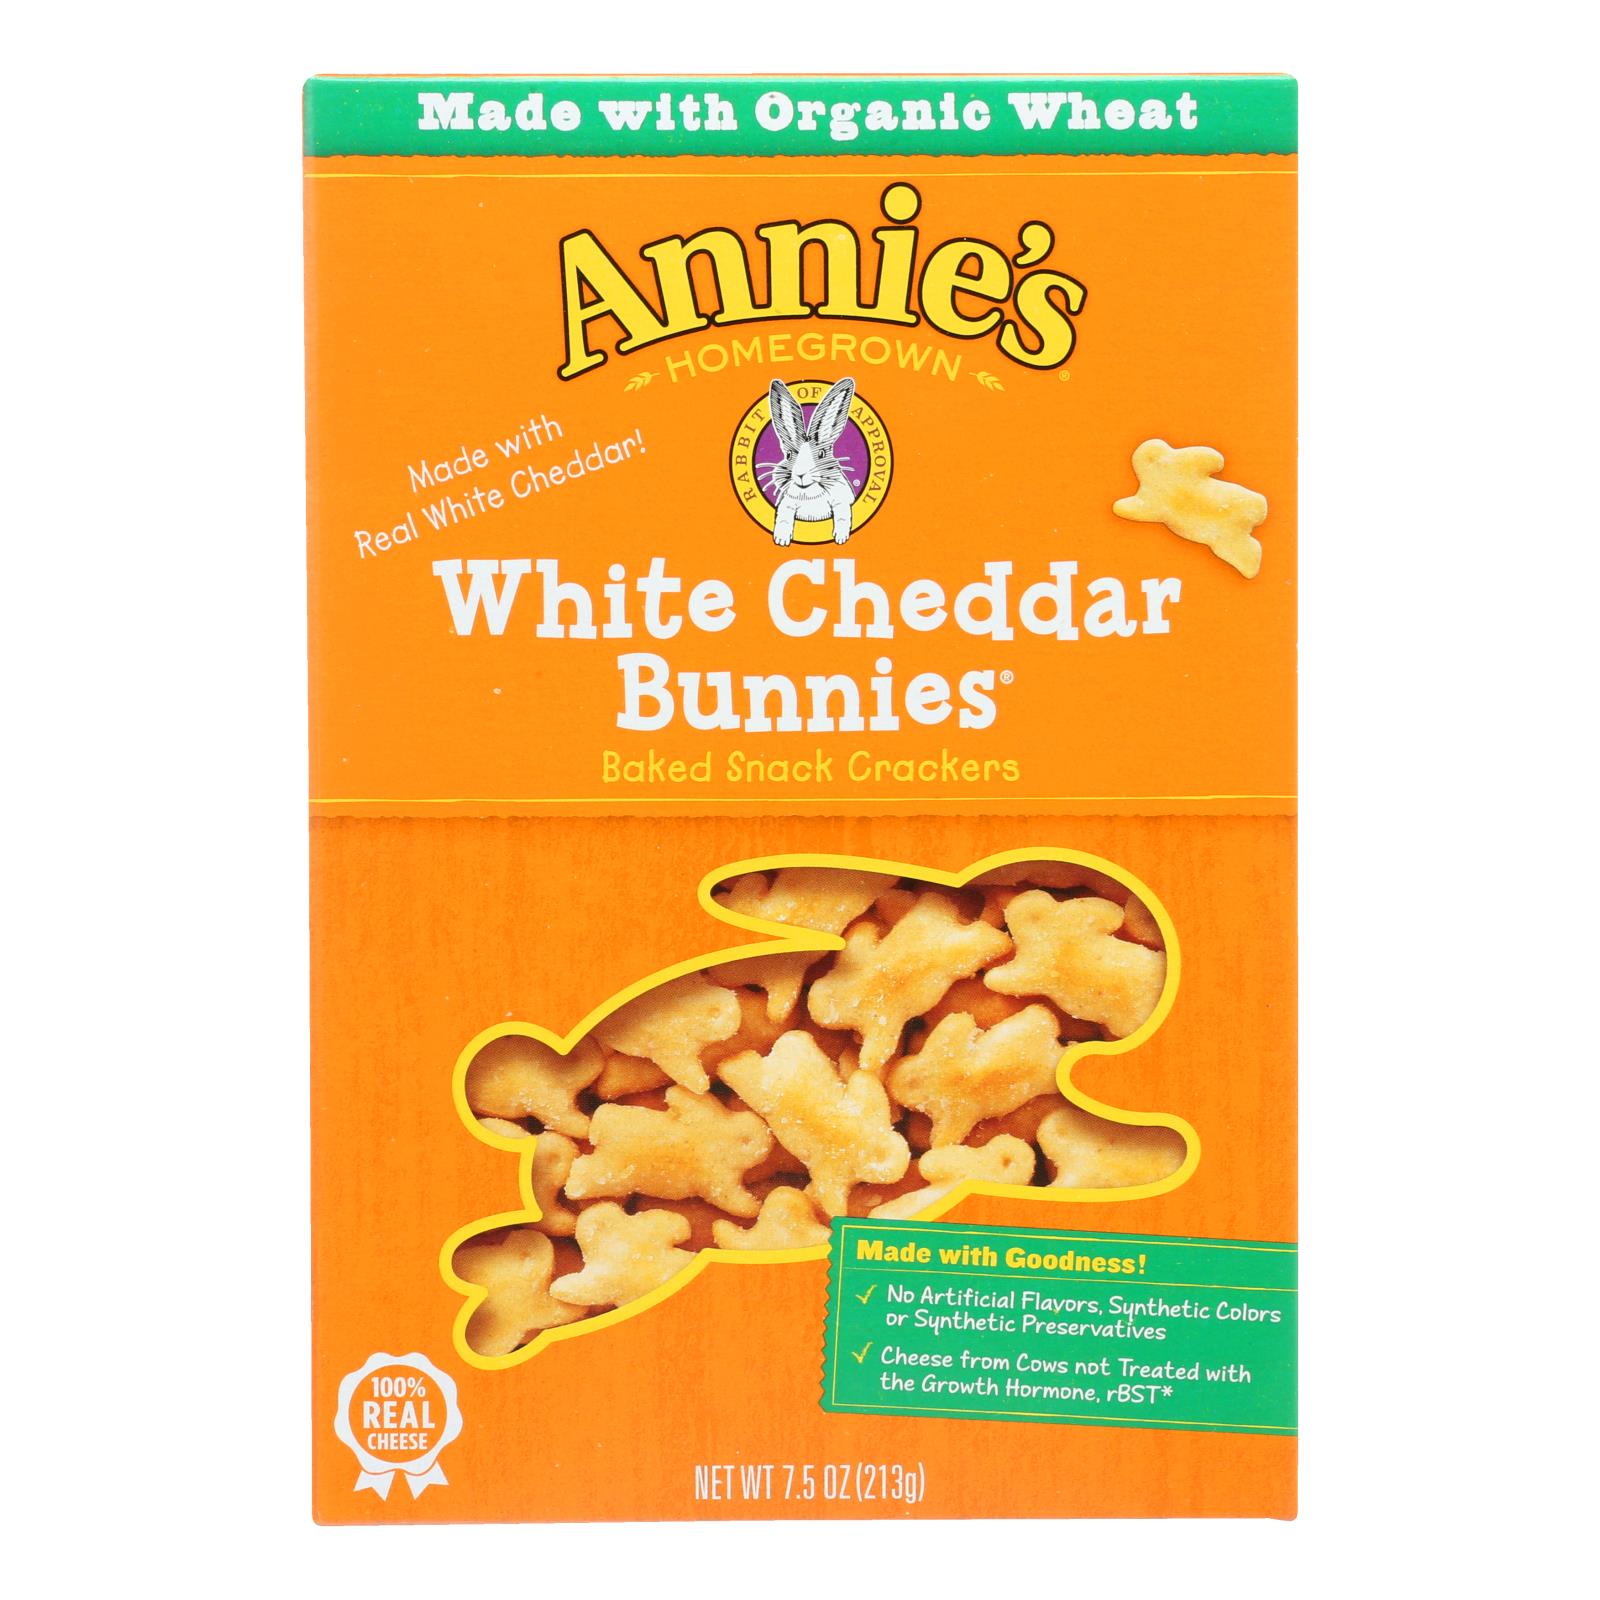 Made with Organic Wheat
Annie's®
HOMEGROWN
RABBIT OF APPROVAL ®
Made with
Real White Cheddar!
White Cheddar
Bunnies®
Baked Snack Crackers
Made with Goodness!
✓ No Artificial Flavors, Synthetic Colors
or Synthetic Preservatives
✓ Cheese from Cows not Treated with
the Growth Hormone, rBST*
100%
REAL
CHEESE
NET WT 7.5 OZ (213g)